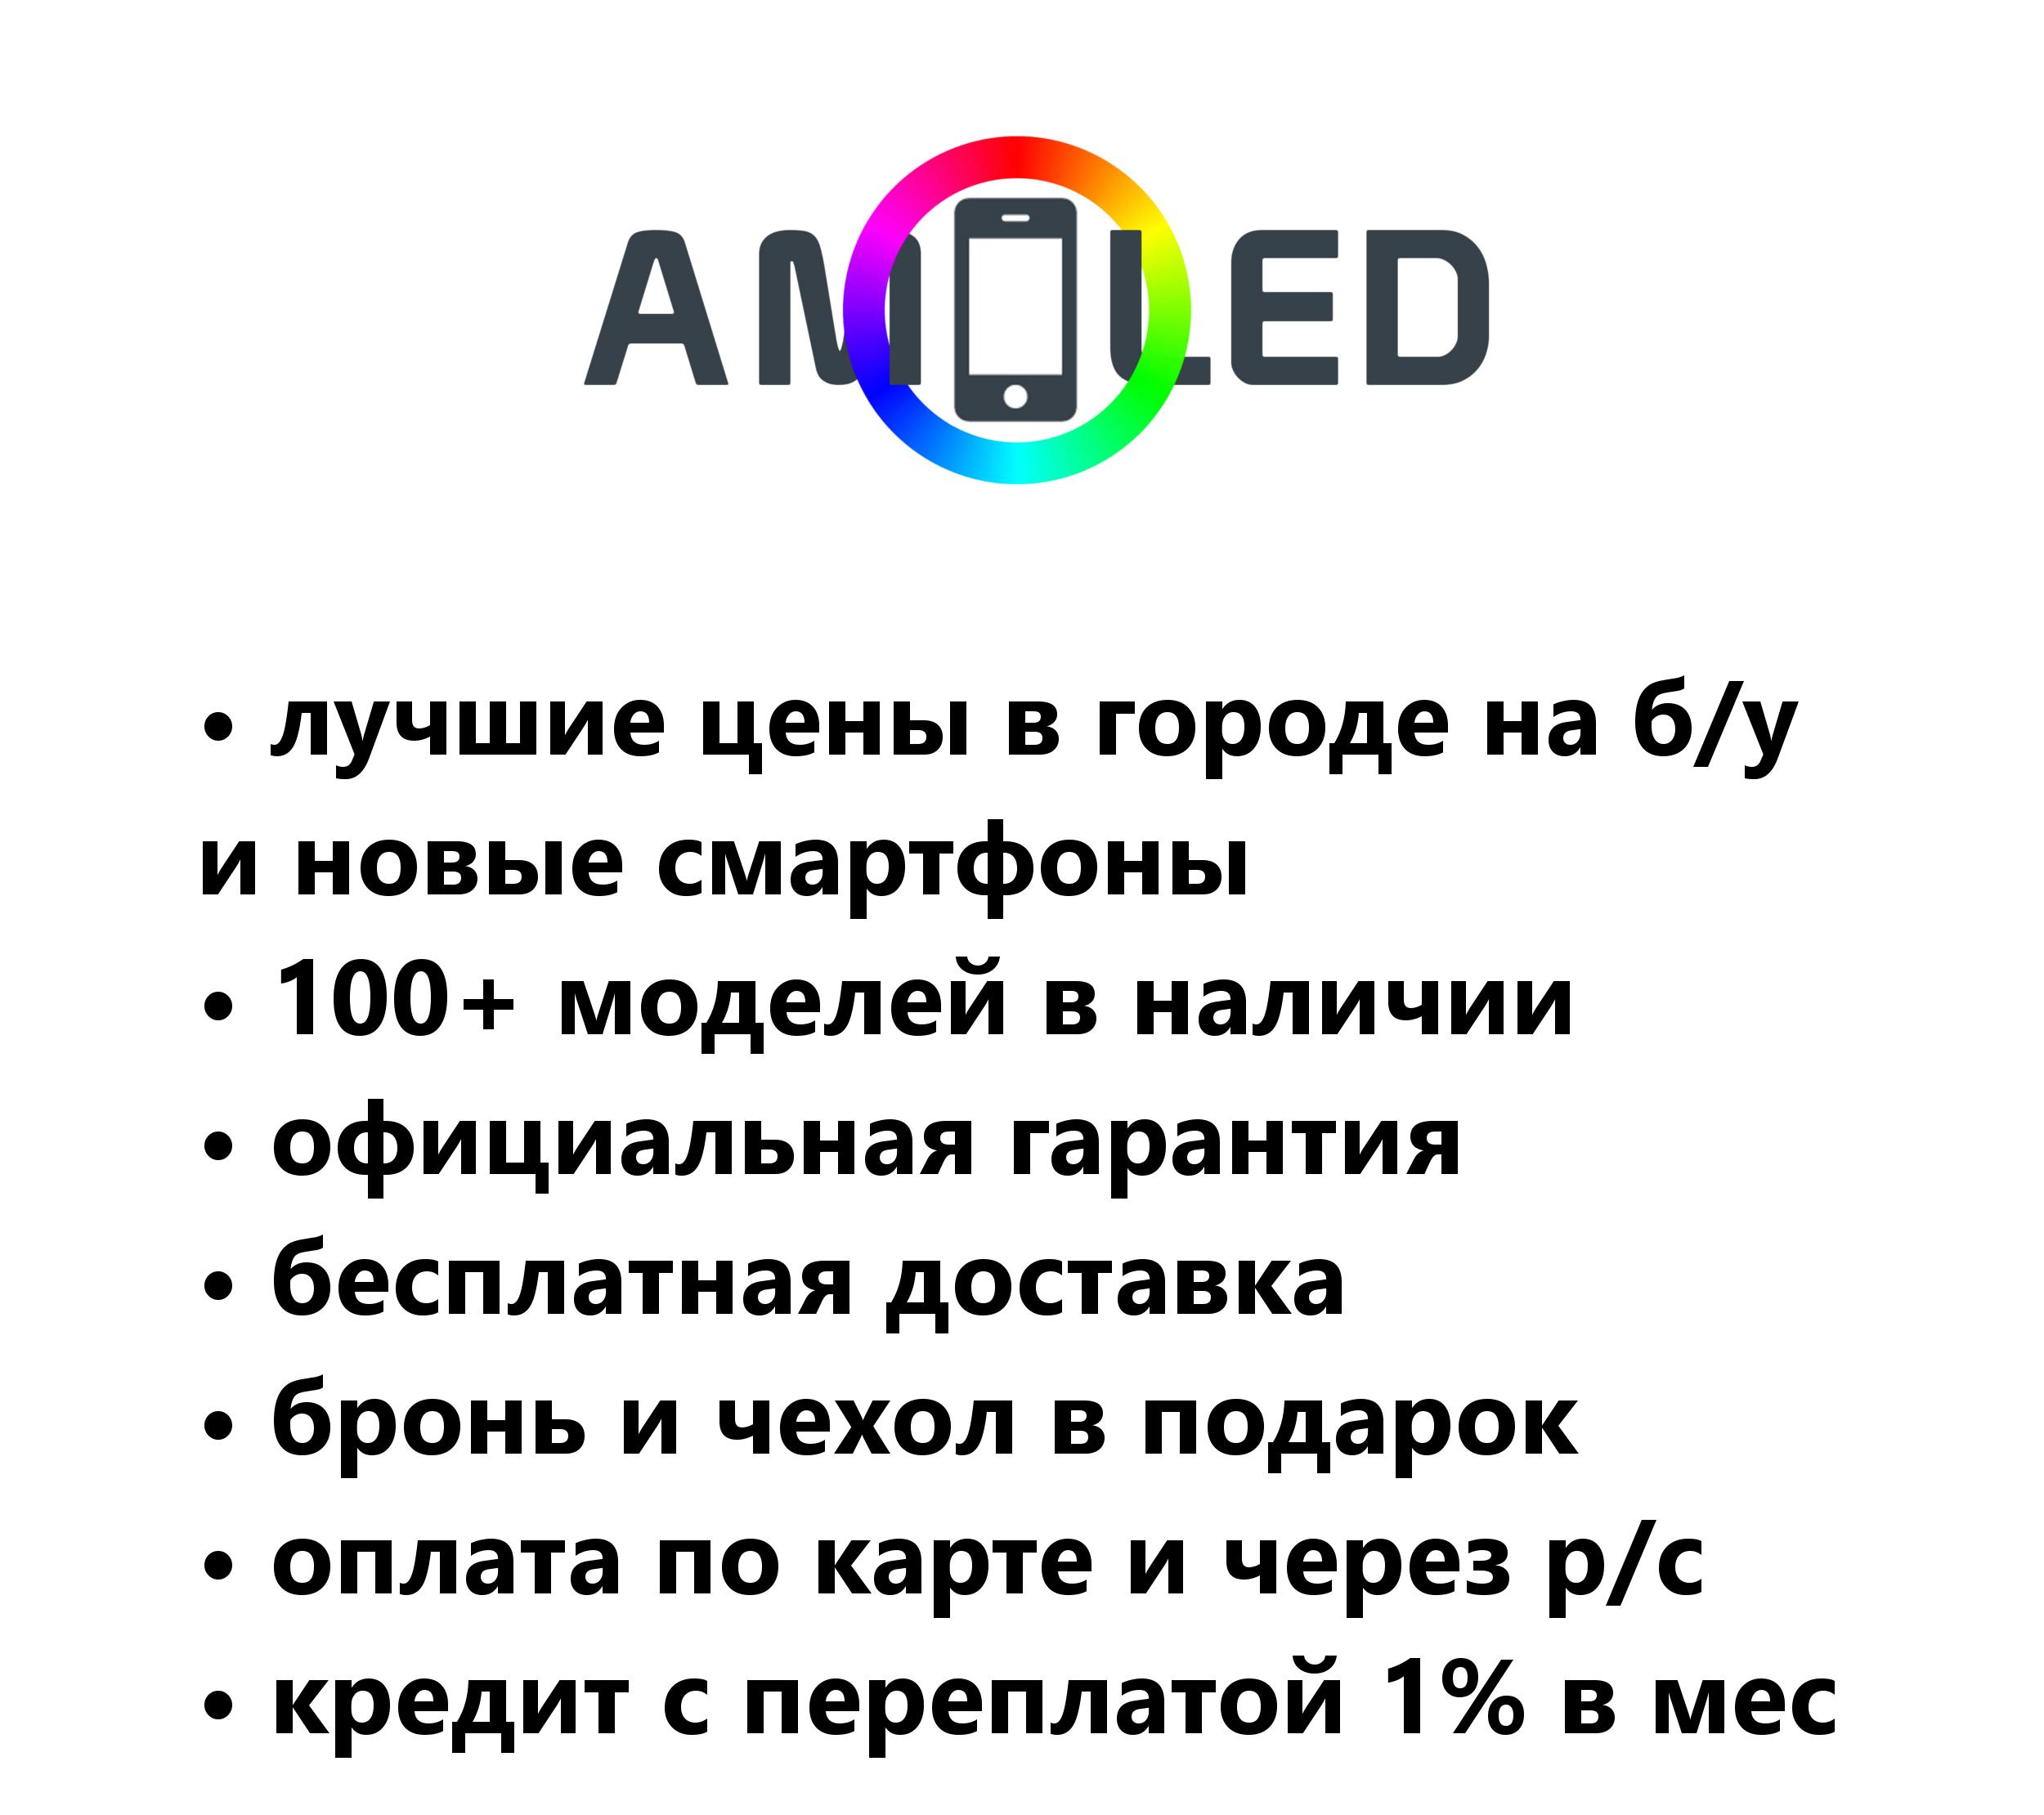 AMOLED
• лучшие цены в городе на б/у
и новые смартфоны
• 100+ моделей в наличии
• официальная гарантия
• бесплатная доставка
• бронь и чехол в подарок
• оплата по карте и через р/с
• кредит с переплатой 1% в мес